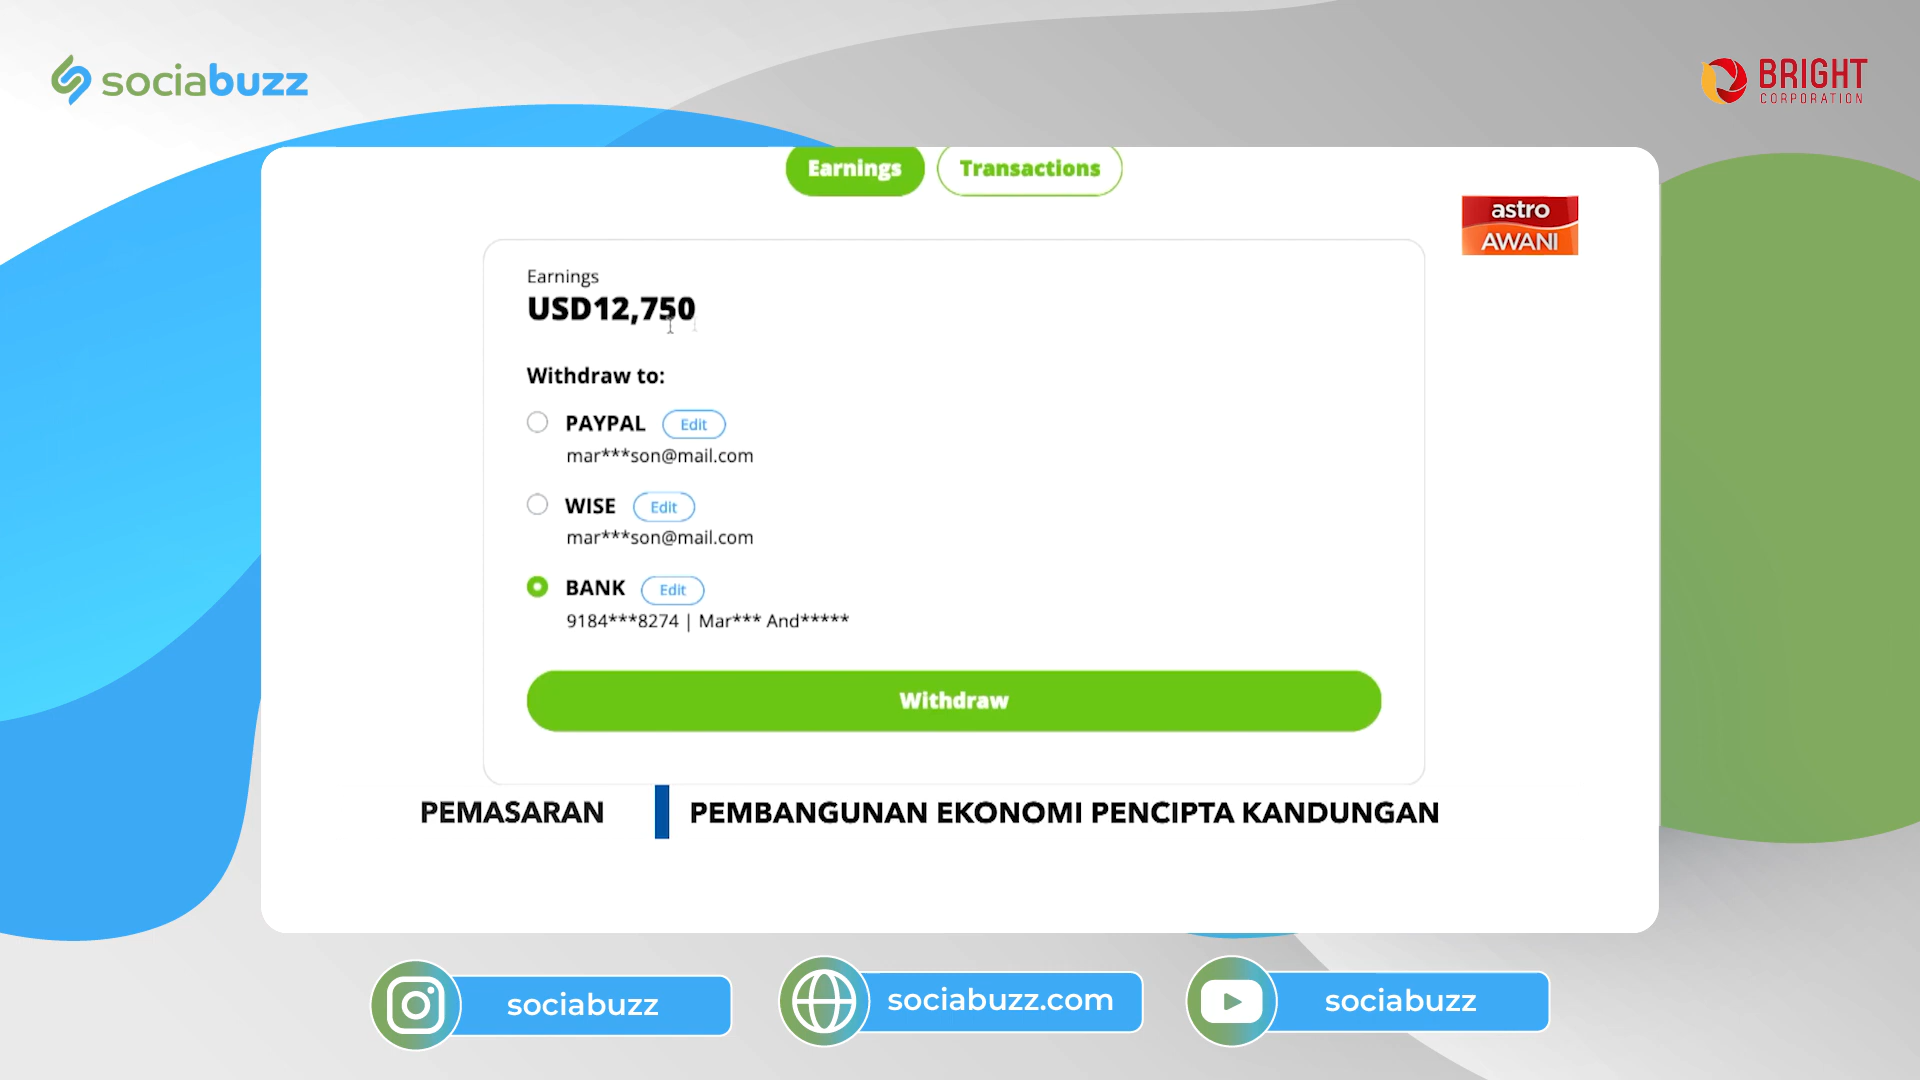 sociabuzz
BRIGHT
CORPORATION
Earnings
Transactions
astro
AWANI
Earnings
USD12,750
Withdraw to:
PAYPAL Edit
mar***son@mail.com
WISE Edit
mar***son@mail.com
BANK Edit
9184***8274 | Mar*** And*****
Withdraw
PEMASARAN
PEMBANGUNAN EKONOMI PENCIPTA KANDUNGAN
sociabuzz
sociabuzz.com
sociabuzz